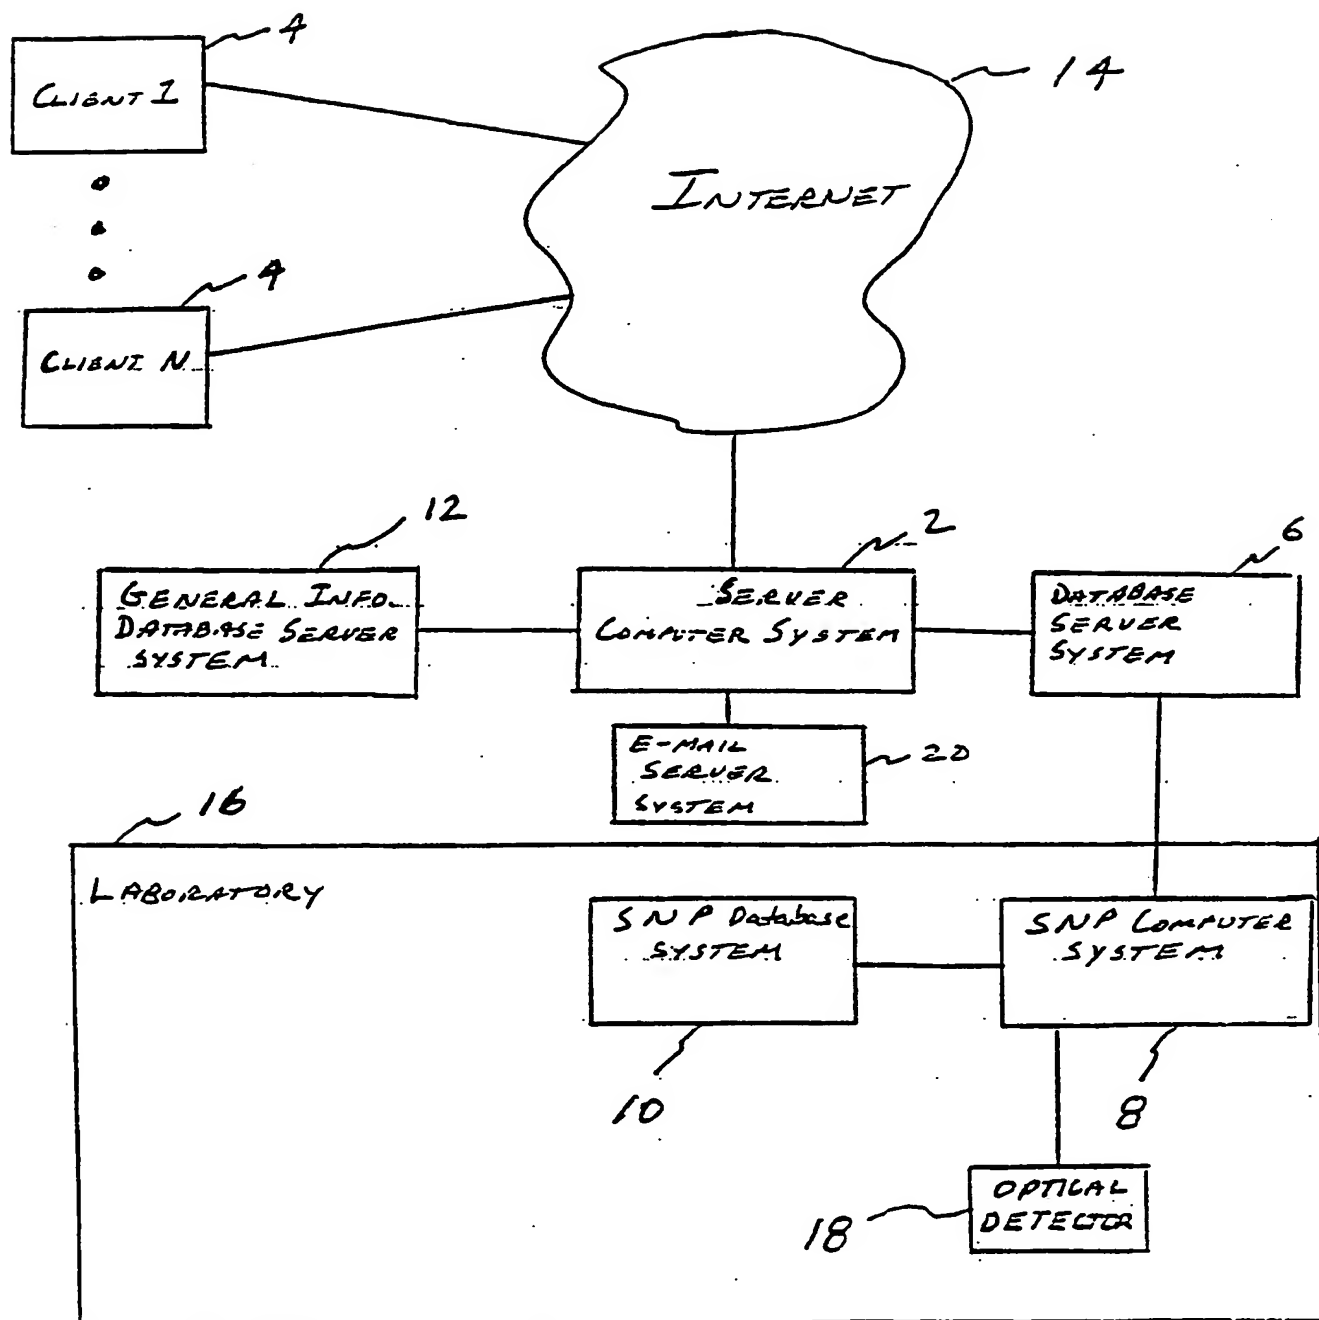 4
CLIENT 1
14
INTERNET
4
CLIENT N
12
2
6
GENERAL INFO.
DATABASE SERVER
SYSTEM
SERVER
COMPUTER SYSTEM
DATABASE
SERVER
SYSTEM
E-MAIL
SERVER
SYSTEM
20
16
LABORATORY
SNP Database
SYSTEM
SNP COMPUTER
SYSTEM
10
8
OPTICAL
DETECTOR
18